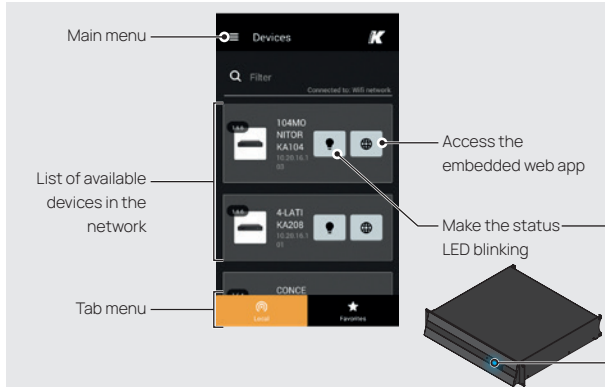 Main menu
Devices
K
Filter
Connected to: Wifi network
List of available
devices in the
network
104MO
NITOR
KA104
10.20.16.1
03
Access the
embedded web app
4-LATI
KA208
10.20.16.1
01
Make the status
LED blinking
CONCE
Tab menu
Local
Favorites